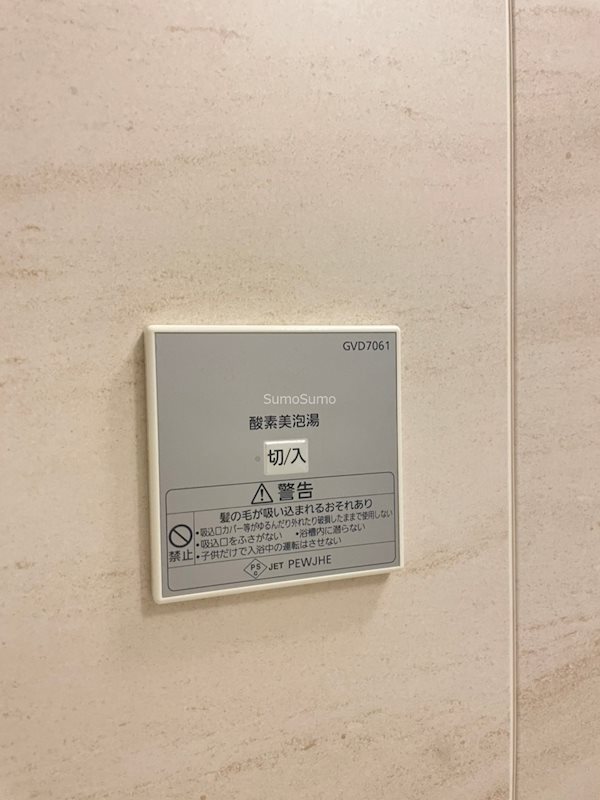 GVD7061
SumoSumo
酸素美泡湯
切/入
警告
髪の毛が吸い込まれるおそれあり
禁止
・吸込口カバー等がゆるんだり外れたり破損したままで使用しない
・吸込口をふさがない ・浴槽内に潜らない
・子供だけで入浴中の運転はさせない
PS C JET PEWJHE